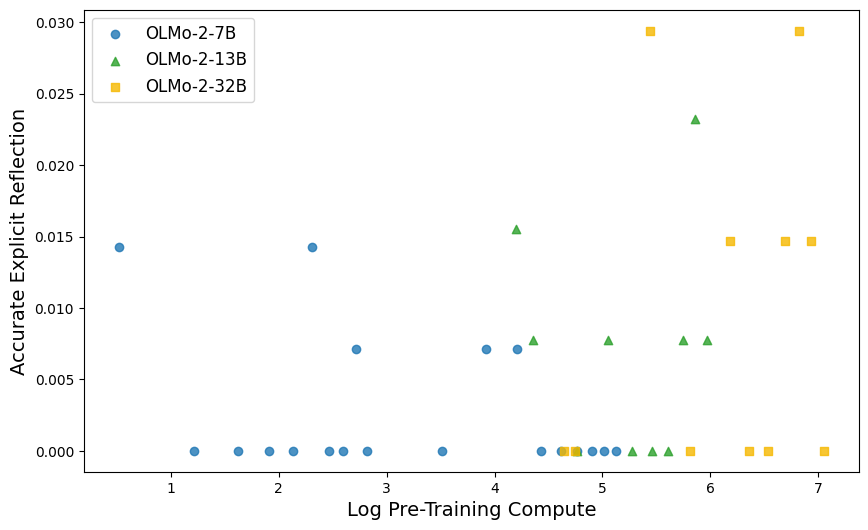 OLMo-2-7B
OLMo-2-13B
OLMo-2-32B
0.030
0.025
0.020
0.015
0.010
0.005
0.000
Accurate Explicit Reflection
1 2 3 4 5 6 7
Log Pre-Training Compute